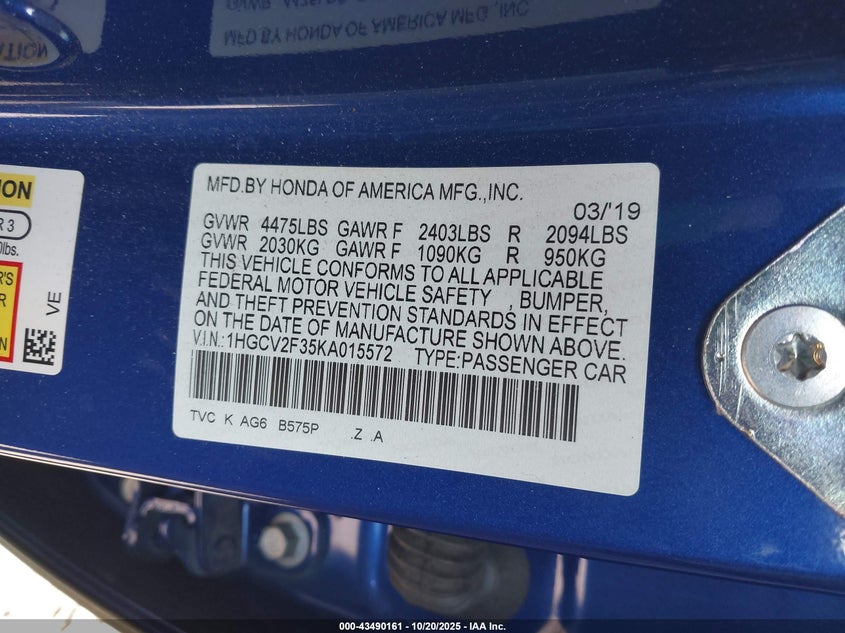 MFD BY HONDA OF AMERICA MFG., INC
MFD.BY HONDA OF AMERICA MFG.,INC.
03/'19
GVWR 4475LBS GAWR F 2403LBS R 2094LBS
GVWR 2030KG GAWR F 1090KG R 950KG
THIS VEHICLE CONFORMS TO ALL APPLICABLE
FEDERAL MOTOR VEHICLE SAFETY , BUMPER,
AND THEFT PREVENTION STANDARDS IN EFFECT
ON THE DATE OF MANUFACTURE SHOWN ABOVE.
V.I.N.:1HGCV2F35KA015572 TYPE:PASSENGER CAR
TVC K AG6 B575P .Z .A
R 3
VE
000-43490161 - 10/20/2025 - IAA Inc.